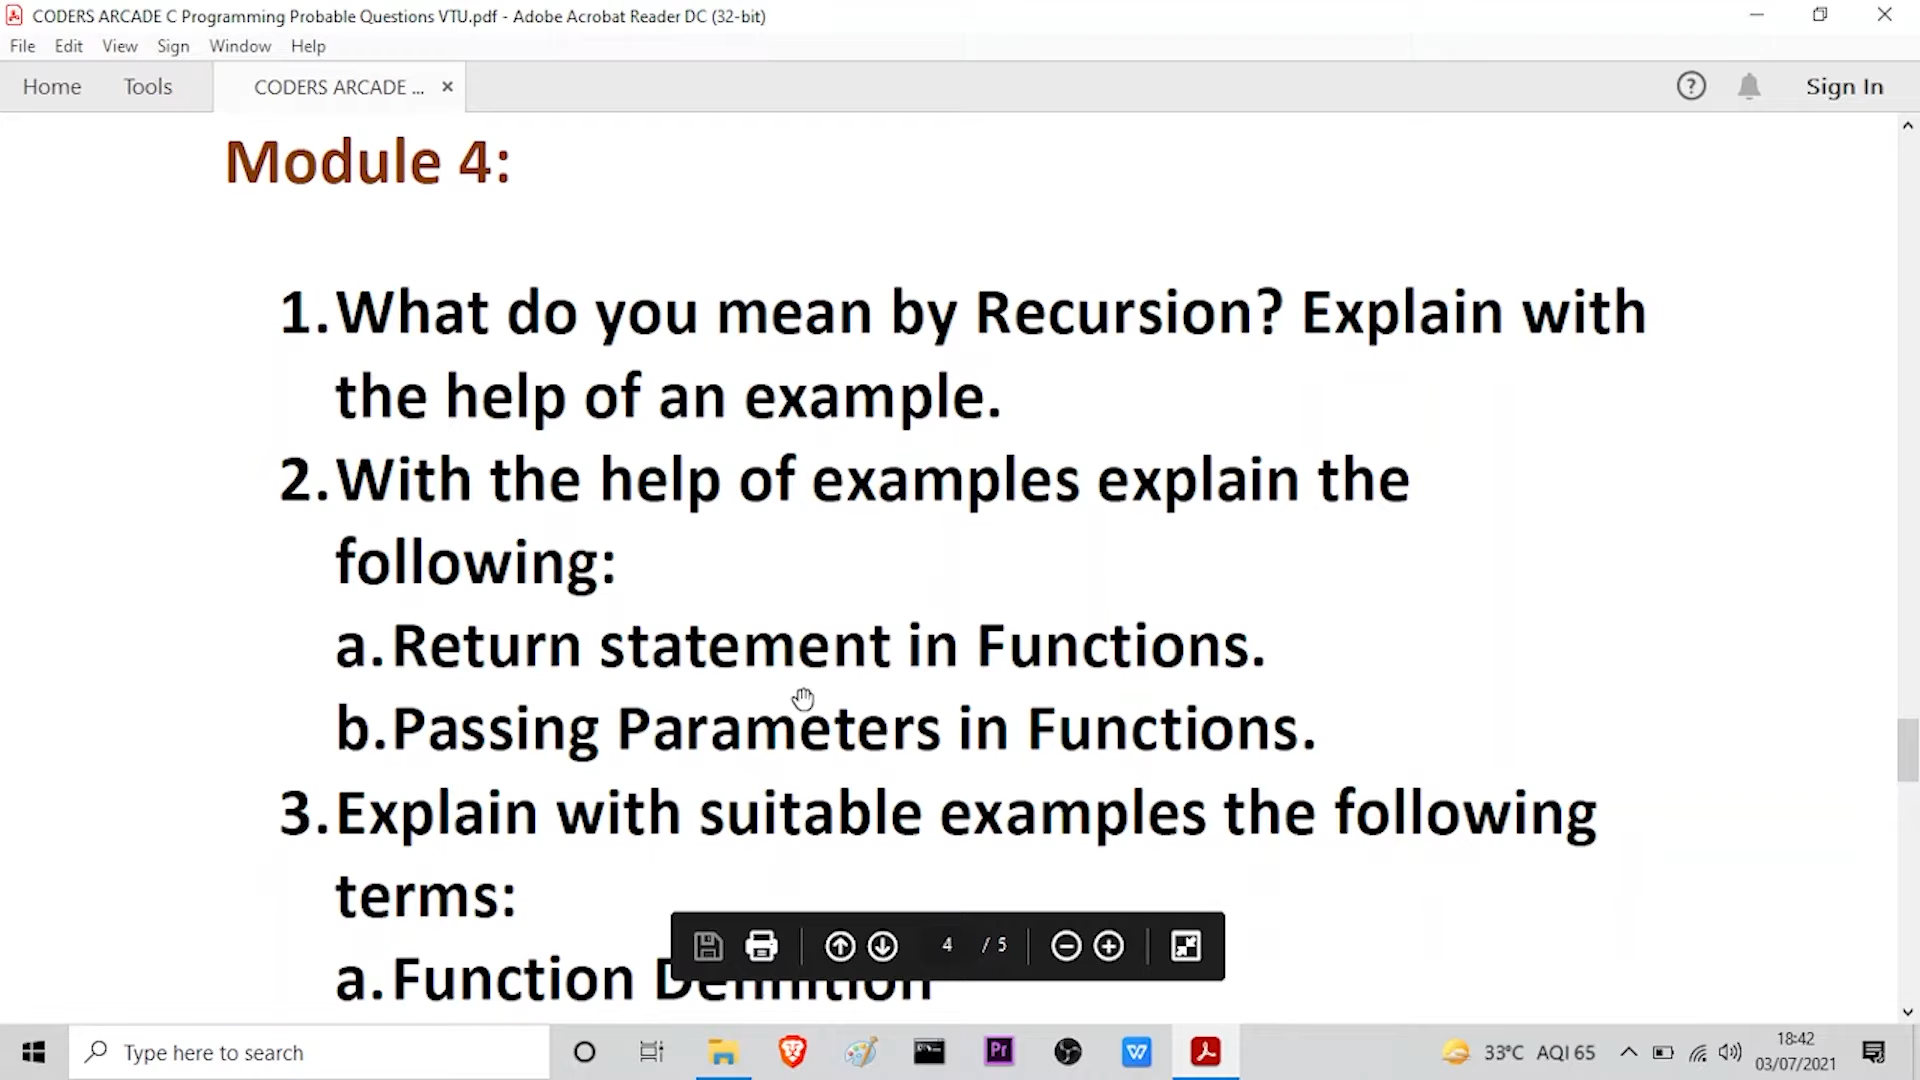 CODERS ARCADE C Programming Probable Questions VTU.pdf - Adobe Acrobat Reader DC (32-bit)
File Edit View Sign Window Help
Home Tools CODERS ARCADE ... × Sign In
Module 4:
1. What do you mean by Recursion? Explain with
the help of an example.
2. With the help of examples explain the
following:
a. Return statement in Functions.
b. Passing Parameters in Functions.
3. Explain with suitable examples the following
terms:
4 / 5
a. Function Definition
Type here to search
33°C AQI 65
18:42
03/07/2021